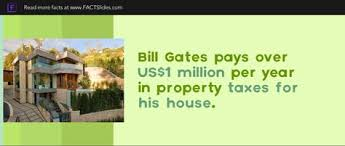 F Read more facts at www.FACTSlides.com
Bill Gates pays over
US$1 million per year
in property taxes for
his house.